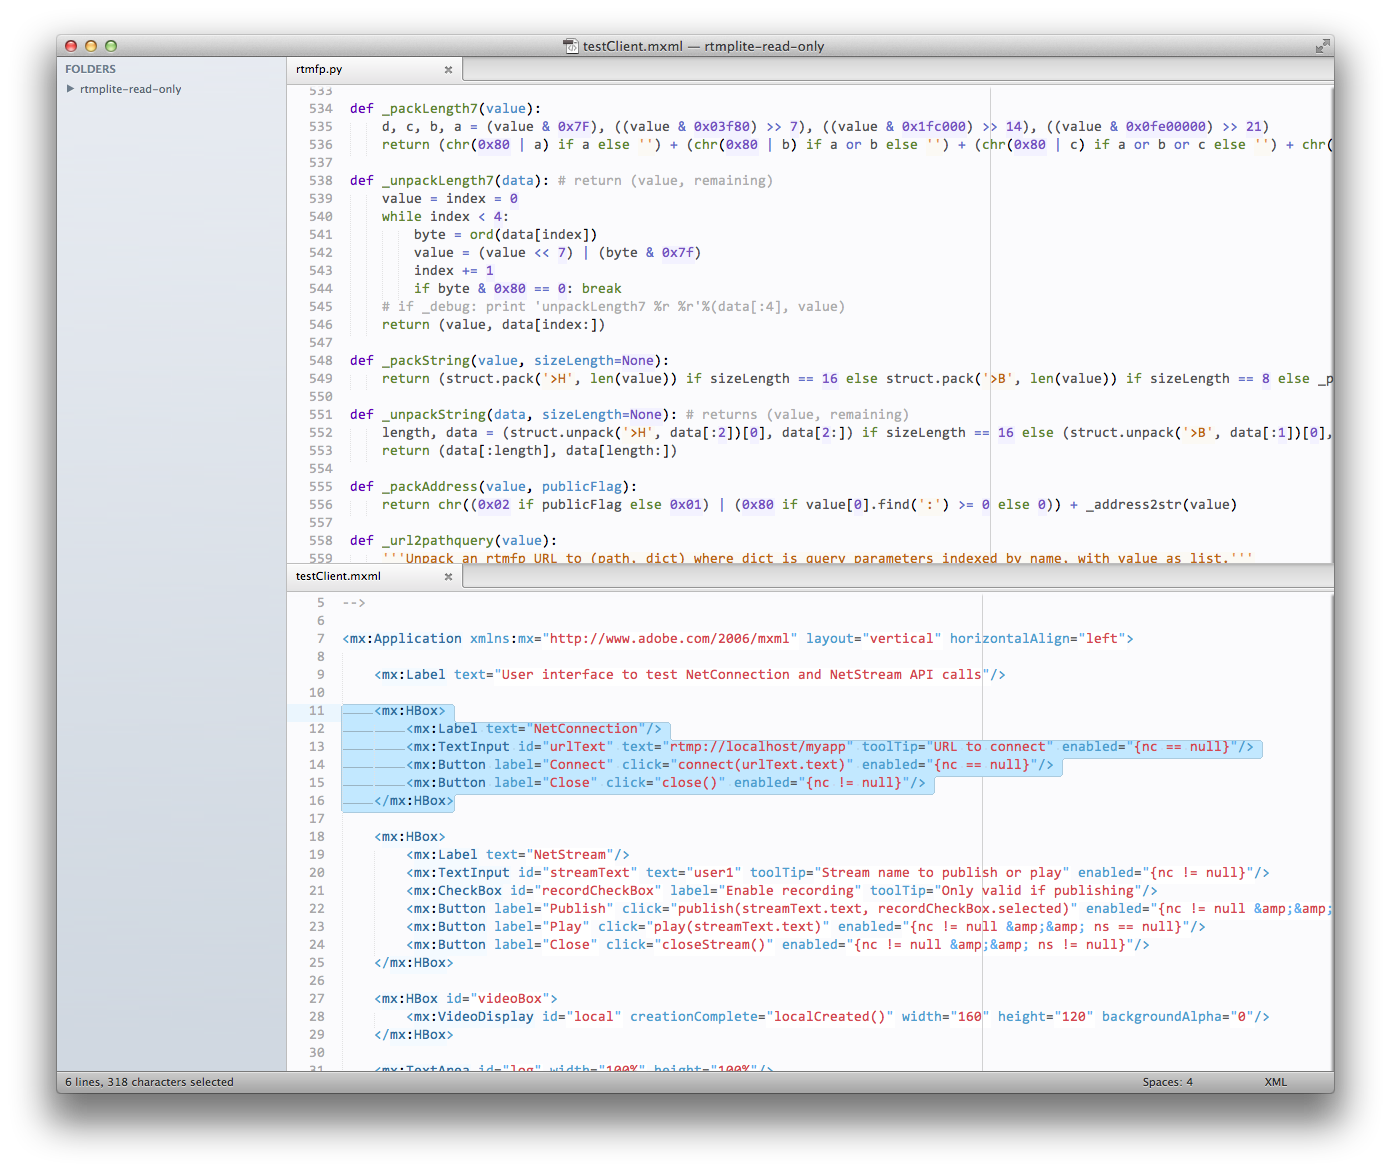 testClient.mxml — rtmplite-read-only
FOLDERS
rtmplite-read-only
rtmfp.py
533
534 def _packLength7(value):
535 d, c, b, a = (value & 0x7F), ((value & 0x03f80) >> 7), ((value & 0x1fc000) >> 14), ((value & 0x0fe00000) >> 21)
536 return (chr(0x80 | a) if a else '') + (chr(0x80 | b) if a or b else '') + (chr(0x80 | c) if a or b or c else '') + chr(
537
538 def _unpackLength7(data): # return (value, remaining)
539 value = index = 0
540 while index < 4:
541 byte = ord(data[index])
542 value = (value << 7) | (byte & 0x7f)
543 index += 1
544 if byte & 0x80 == 0: break
545 # if _debug: print 'unpackLength7 %r %r'%(data[:4], value)
546 return (value, data[index:])
547
548 def _packString(value, sizeLength=None):
549 return (struct.pack('>H', len(value)) if sizeLength == 16 else struct.pack('>B', len(value)) if sizeLength == 8 else _p
550
551 def _unpackString(data, sizeLength=None): # returns (value, remaining)
552 length, data = (struct.unpack('>H', data[:2])[0], data[2:]) if sizeLength == 16 else (struct.unpack('>B', data[:1])[0],
553 return (data[:length], data[length:])
554
555 def _packAddress(value, publicFlag):
556 return chr((0x02 if publicFlag else 0x01) | (0x80 if value[0].find(':') >= 0 else 0)) + _address2str(value)
557
558 def _url2pathquery(value):
559 '''Unpack an rtmfp URL to (path, dict) where dict is query parameters indexed by name, with value as list.'''
testClient.mxml
5 -->
6
7 <mx:Application xmlns:mx="http://www.adobe.com/2006/mxml" layout="vertical" horizontalAlign="left">
8
9 <mx:Label text="User interface to test NetConnection and NetStream API calls"/>
10
11 <mx:HBox>
12 <mx:Label text="NetConnection"/>
13 <mx:TextInput id="urlText" text="rtmp://localhost/myapp" toolTip="URL to connect" enabled="{nc == null}"/>
14 <mx:Button label="Connect" click="connect(urlText.text)" enabled="{nc == null}"/>
15 <mx:Button label="Close" click="close()" enabled="{nc != null}"/>
16 </mx:HBox>
17
18 <mx:HBox>
19 <mx:Label text="NetStream"/>
20 <mx:TextInput id="streamText" text="user1" toolTip="Stream name to publish or play" enabled="{nc != null}"/>
21 <mx:CheckBox id="recordCheckBox" label="Enable recording" toolTip="Only valid if publishing"/>
22 <mx:Button label="Publish" click="publish(streamText.text, recordCheckBox.selected)" enabled="{nc != null &amp;&amp;
23 <mx:Button label="Play" click="play(streamText.text)" enabled="{nc != null &amp;&amp; ns == null}"/>
24 <mx:Button label="Close" click="closeStream()" enabled="{nc != null &amp;&amp; ns != null}"/>
25 </mx:HBox>
26
27 <mx:HBox id="videoBox">
28 <mx:VideoDisplay id="local" creationComplete="localCreated()" width="160" height="120" backgroundAlpha="0"/>
29 </mx:HBox>
30
31 <mx:TextArea id="log" width="100%" height="100%"/>
6 lines, 318 characters selected
Spaces: 4
XML